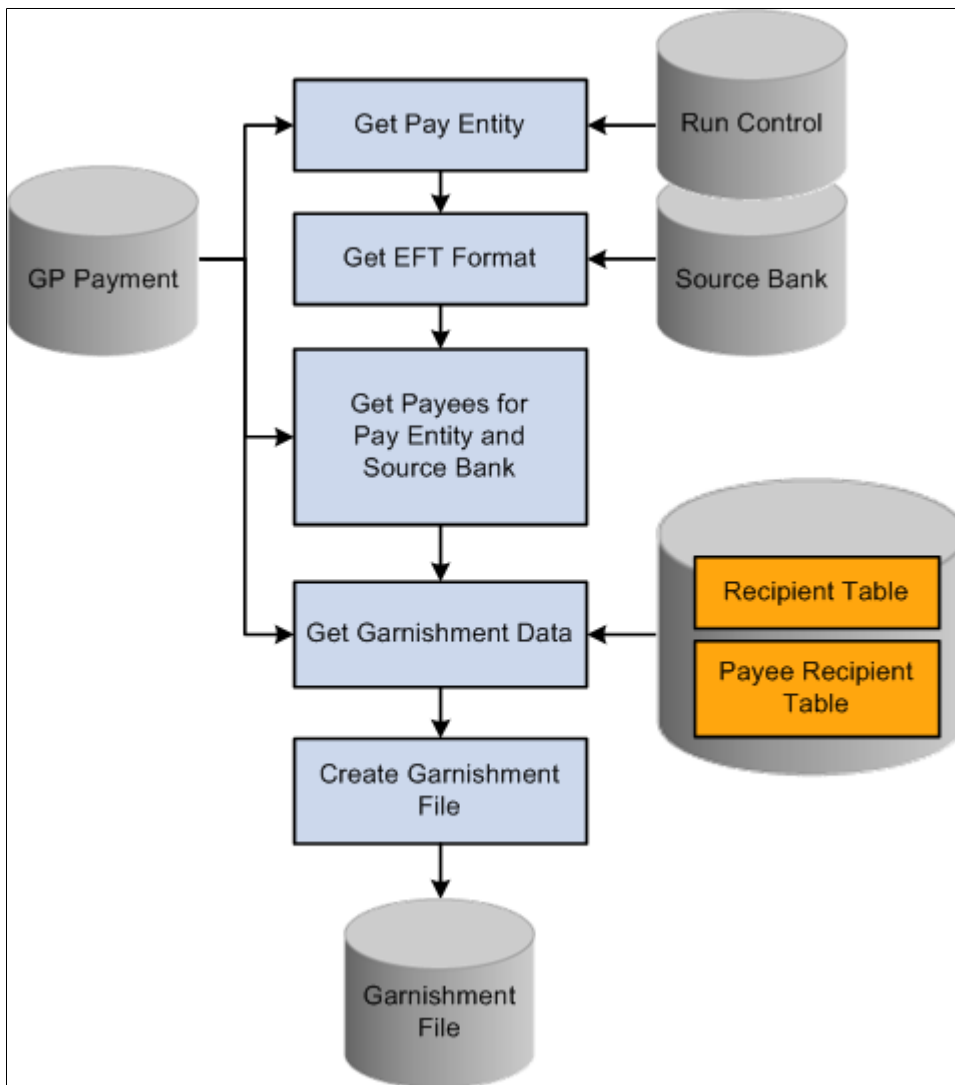 Get Pay Entity
Run Control
Get EFT Format
GP Payment
Source Bank
Get Payees for
Pay Entity and
Source Bank
Recipient Table
Get Garnishment Data
Payee Recipient
Table
Create Garnishment
File
Garnishment
File